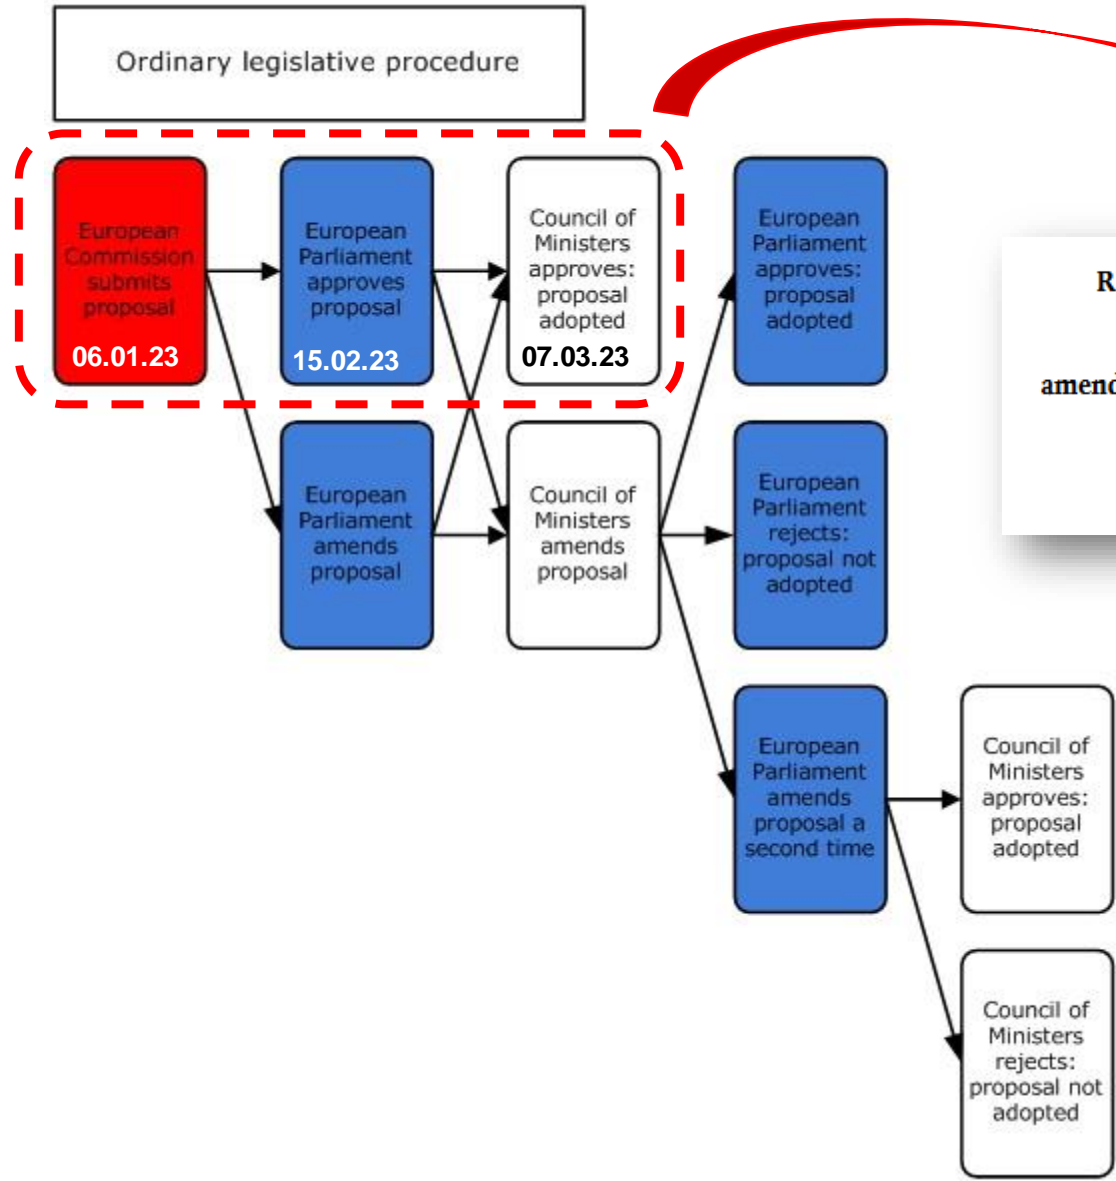 Ordinary legislative procedure
European
Commission
submits
proposal
06.01.23
European
Parliament
approves
proposal
15.02.23
Council of
Ministers
approves:
proposal
adopted
07.03.23
European
Parliament
approves:
proposal
adopted
R
amend
European
Parliament
amends
proposal
Council of
Ministers
amends
proposal
European
Parliament
rejects:
proposal not
adopted
European
Parliament
amends
proposal a
second time
Council of
Ministers
approves:
proposal
adopted
Council of
Ministers
rejects:
proposal not
adopted